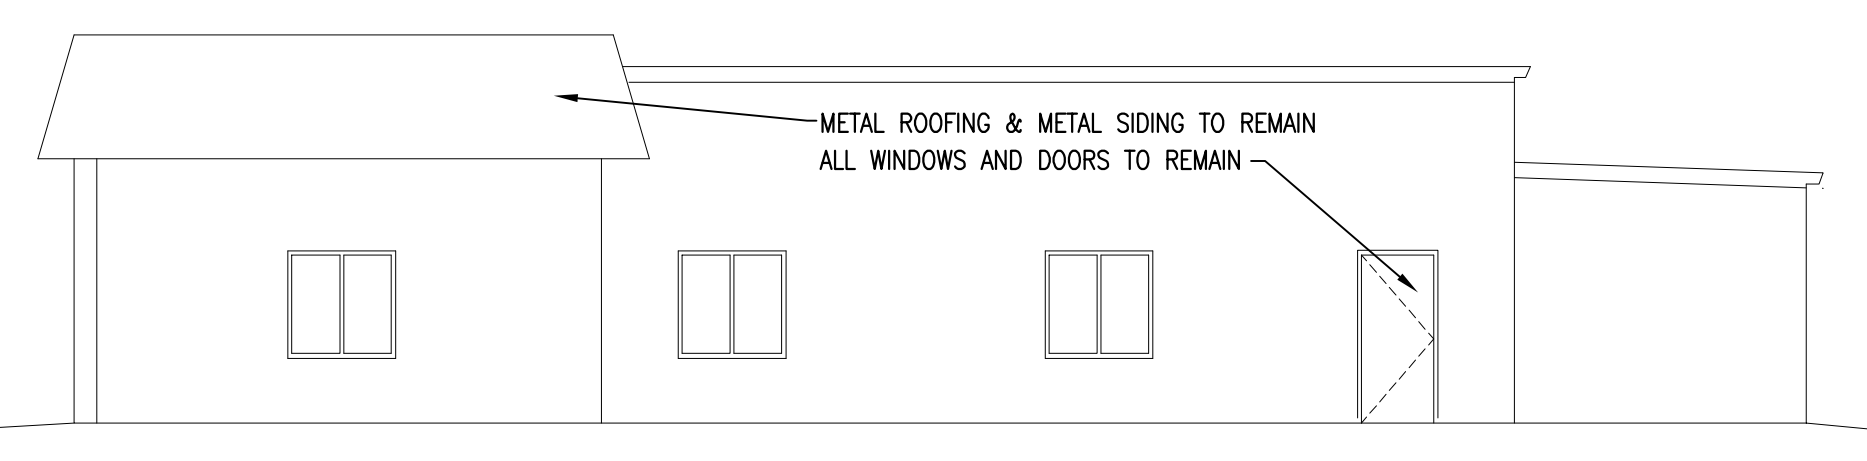 METAL ROOFING & METAL SIDING TO REMAIN
ALL WINDOWS AND DOORS TO REMAIN